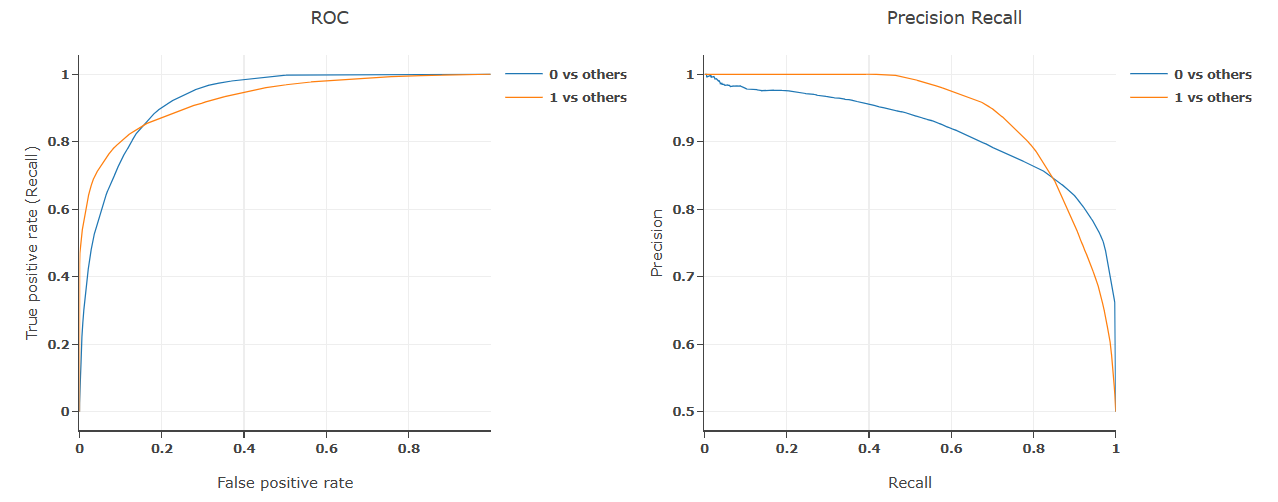 ROC
True positive rate (Recall)
1
0.8
0.6
0.4
0.2
0
0 0.2 0.4 0.6 0.8
False positive rate
0 vs others
1 vs others
Precision Recall
Precision
1
0.9
0.8
0.7
0.6
0.5
0 0.2 0.4 0.6 0.8 1
Recall
0 vs others
1 vs others